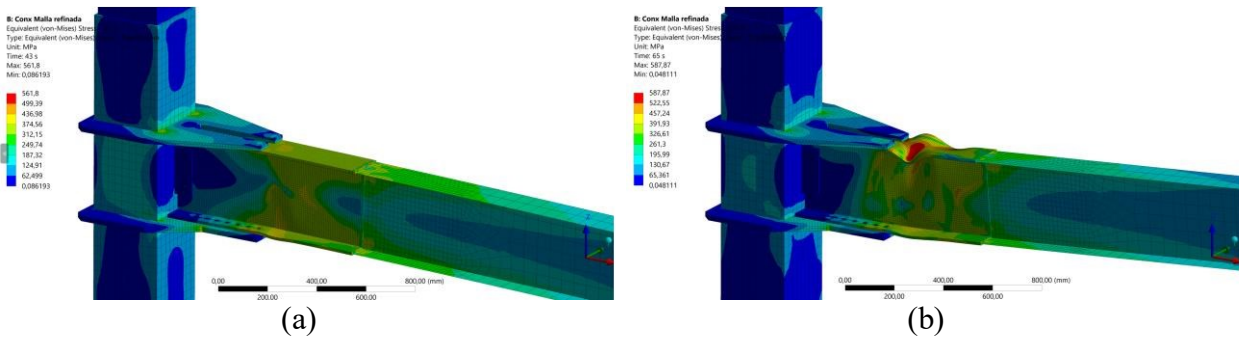 B: Conx Malla refinada
Equivalent (von-Mises) Stres
Type: Equivalent (von-Mises)
Unit: MPa
Time: 43 s
Max: 561,8
Min: 0,086193
561,8
499,39
436,98
374,56
312,15
249,74
187,32
124,91
62,499
0,086193
0,00
400,00
800,00 (mm)
200,00
600,00
(a)
B: Conx Malla refinada
Equivalent (von-Mises) Stres
Type: Equivalent (von-Mises)
Unit: MPa
Time: 65 s
Max: 587,87
Min: 0,048111
587,87
522,55
457,24
391,93
326,61
261,3
195,99
130,67
65,361
0,048111
0,00
400,00
800,00 (mm)
200,00
600,00
(b)